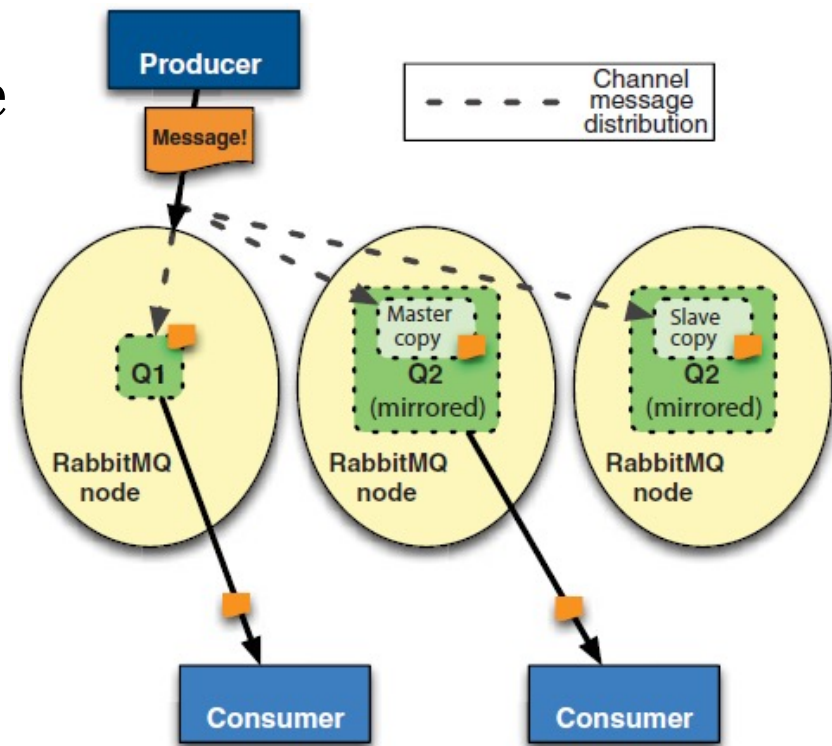 e
Producer
Message!
Channel
message
distribution
Q1
RabbitMQ
node
Master
copy
Q2
(mirrored)
RabbitMQ
node
Slave
copy
Q2
(mirrored)
RabbitMQ
node
Consumer
Consumer